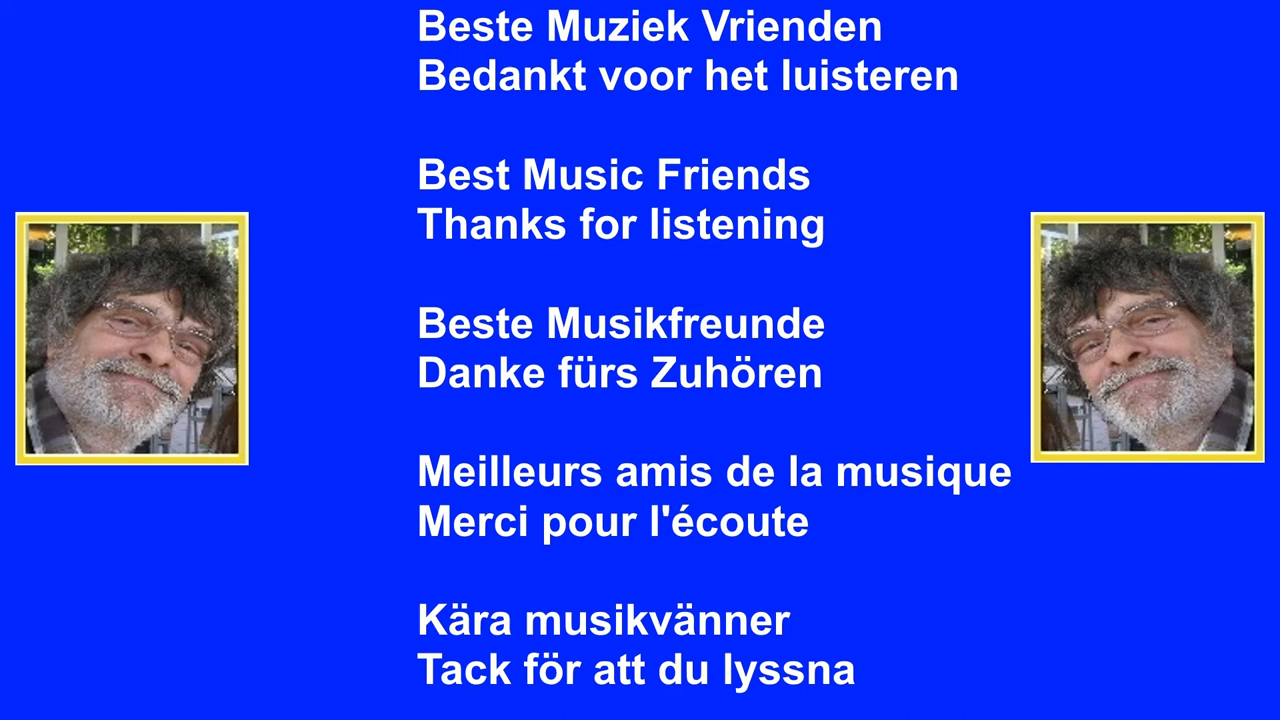 Beste Muziek Vrienden
Bedankt voor het luisteren
Best Music Friends
Thanks for listening
Beste Musikfreunde
Danke fürs Zuhören
Meilleurs amis de la musique
Merci pour l'écoute
Kära musikvänner
Tack för att du lyssna